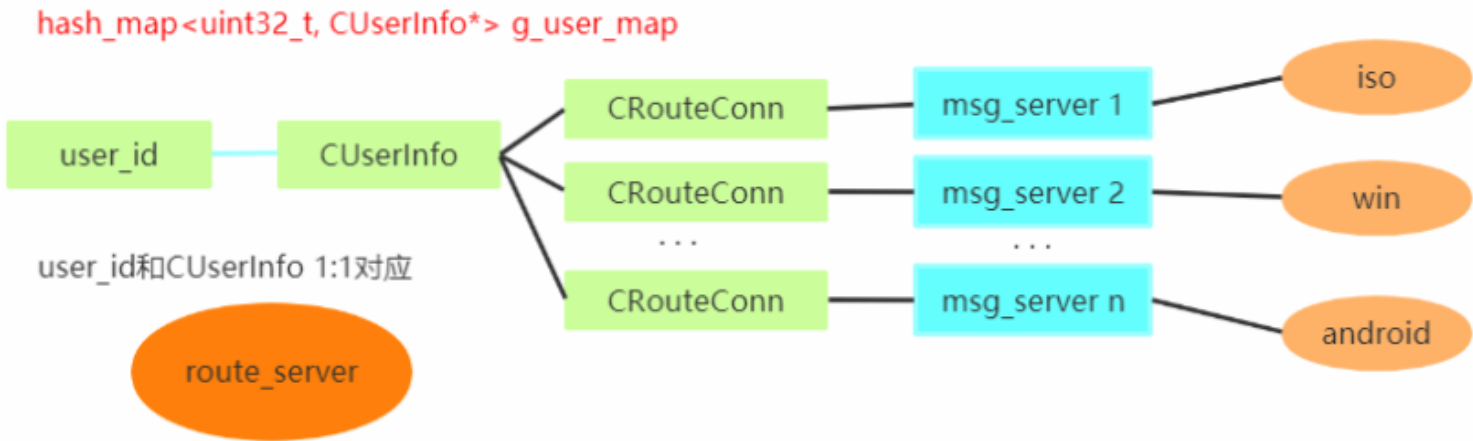 hash_map<uint32_t, CUserInfo*> g_user_map
user_id
CUserInfo
CRouteConn
msg_server 1
iso
CRouteConn
msg_server 2
win
...
...
CRouteConn
msg_server n
android
user_id和CUserInfo 1:1对应
route_server